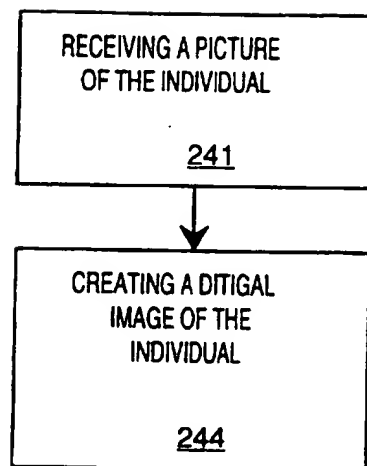 RECEIVING A PICTURE
OF THE INDIVIDUAL
241
CREATING A DITIGAL
IMAGE OF THE
INDIVIDUAL
244